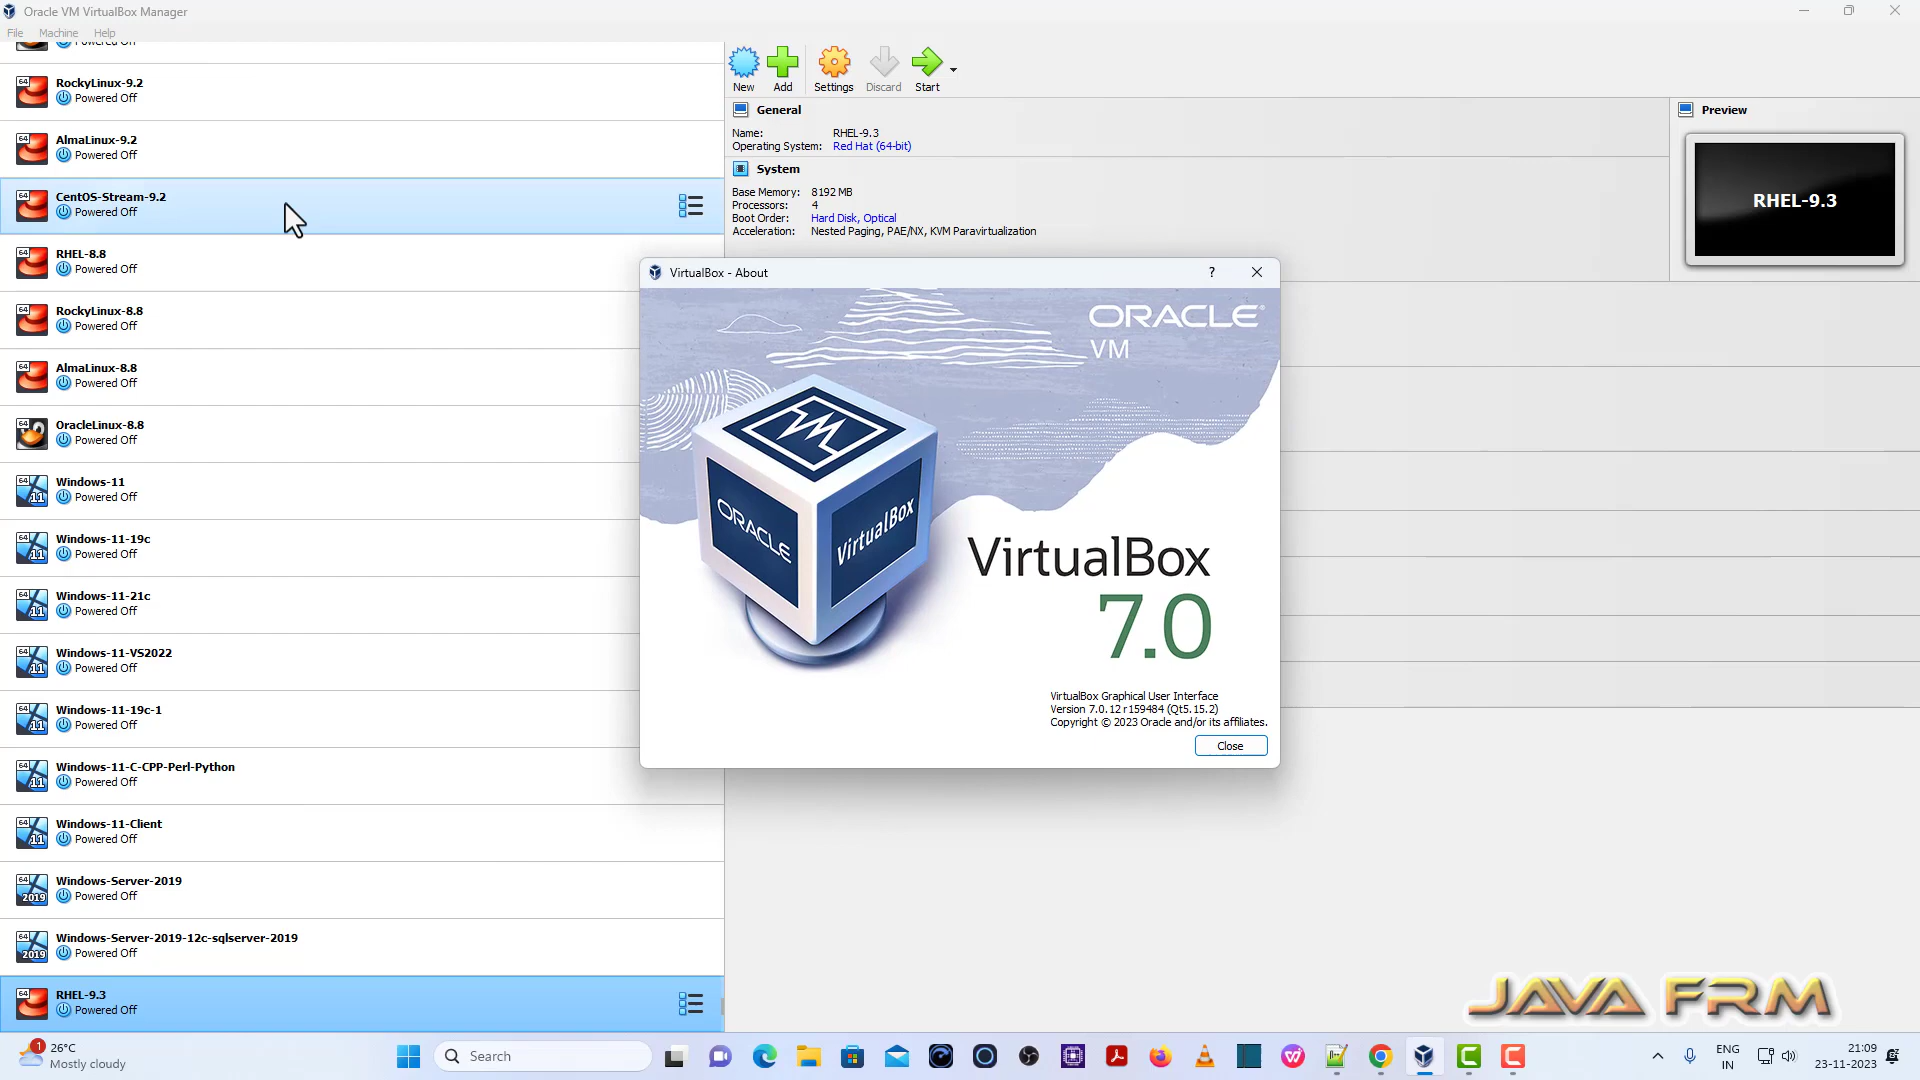 Oracle VM VirtualBox Manager
File Machine Help
Powered Off
RockyLinux-9.2
Powered Off
AlmaLinux-9.2
Powered Off
CentOS-Stream-9.2
Powered Off
RHEL-8.8
Powered Off
RockyLinux-8.8
Powered Off
AlmaLinux-8.8
Powered Off
OracleLinux-8.8
Powered Off
Windows-11
Powered Off
Windows-11-19c
Powered Off
Windows-11-21c
Powered Off
Windows-11-VS2022
Powered Off
Windows-11-19c-1
Powered Off
Windows-11-C-CPP-Perl-Python
Powered Off
Windows-11-Client
Powered Off
Windows-Server-2019
Powered Off
Windows-Server-2019-12c-sqlserver-2019
Powered Off
RHEL-9.3
Powered Off
New Add Settings Discard Start
General
Name: RHEL-9.3
Operating System: Red Hat (64-bit)
System
Base Memory: 8192 MB
Processors: 4
Boot Order: Hard Disk, Optical
Acceleration: Nested Paging, PAE/NX, KVM Paravirtualization
Preview
RHEL-9.3
VirtualBox - About
ORACLE
VM
ORACLE
VirtualBox
VirtualBox
7.0
VirtualBox Graphical User Interface
Version 7.0.12 r159484 (Qt5.15.2)
Copyright © 2023 Oracle and/or its affiliates.
Close
JAVA FRM
1
26°C
Mostly cloudy
Search
ENG
IN
21:09
23-11-2023